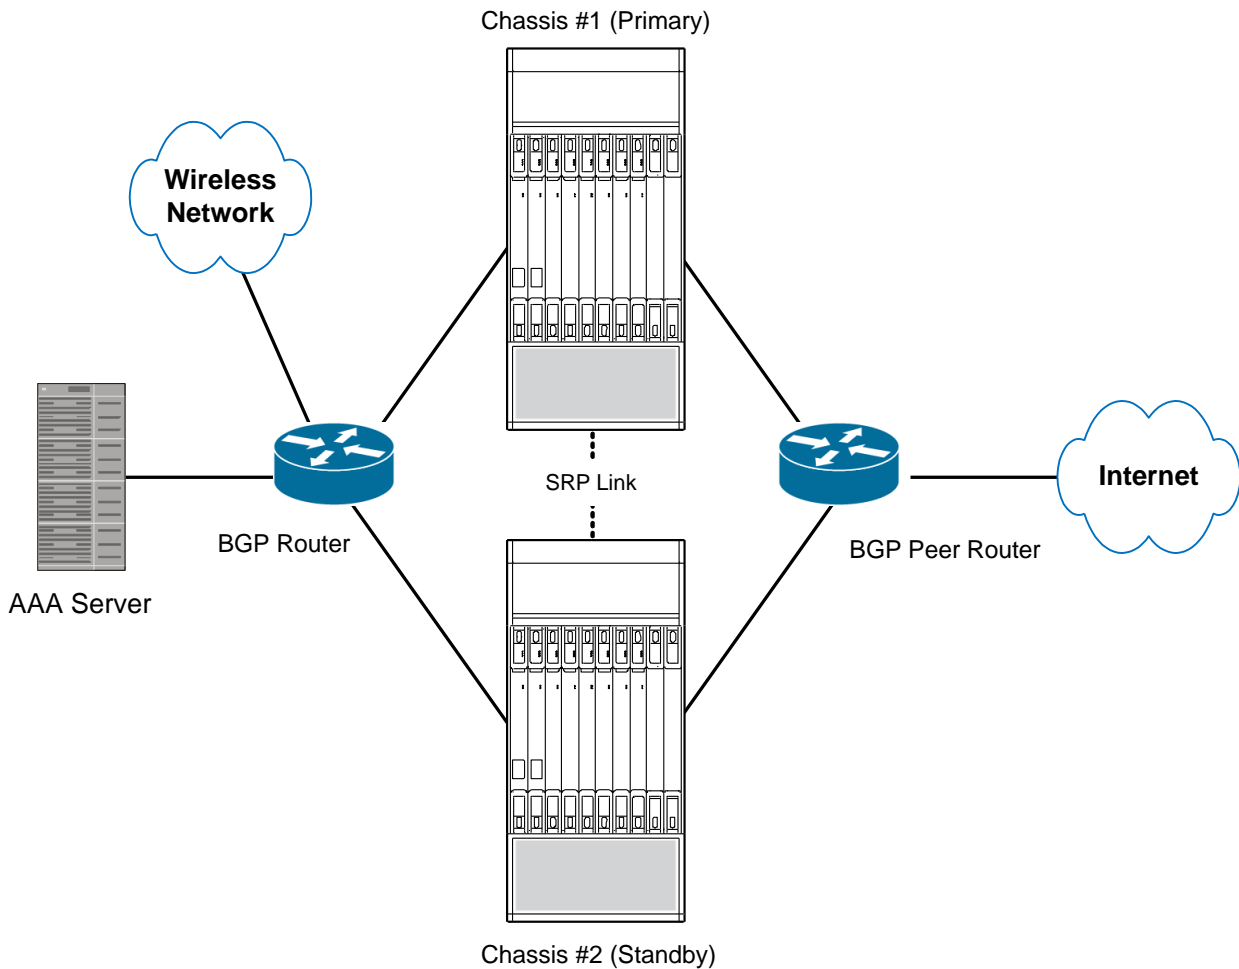 Chassis #1 (Primary)
Wireless
Network
SRP Link
Internet
BGP Router
BGP Peer Router
AAA Server
Chassis #2 (Standby)